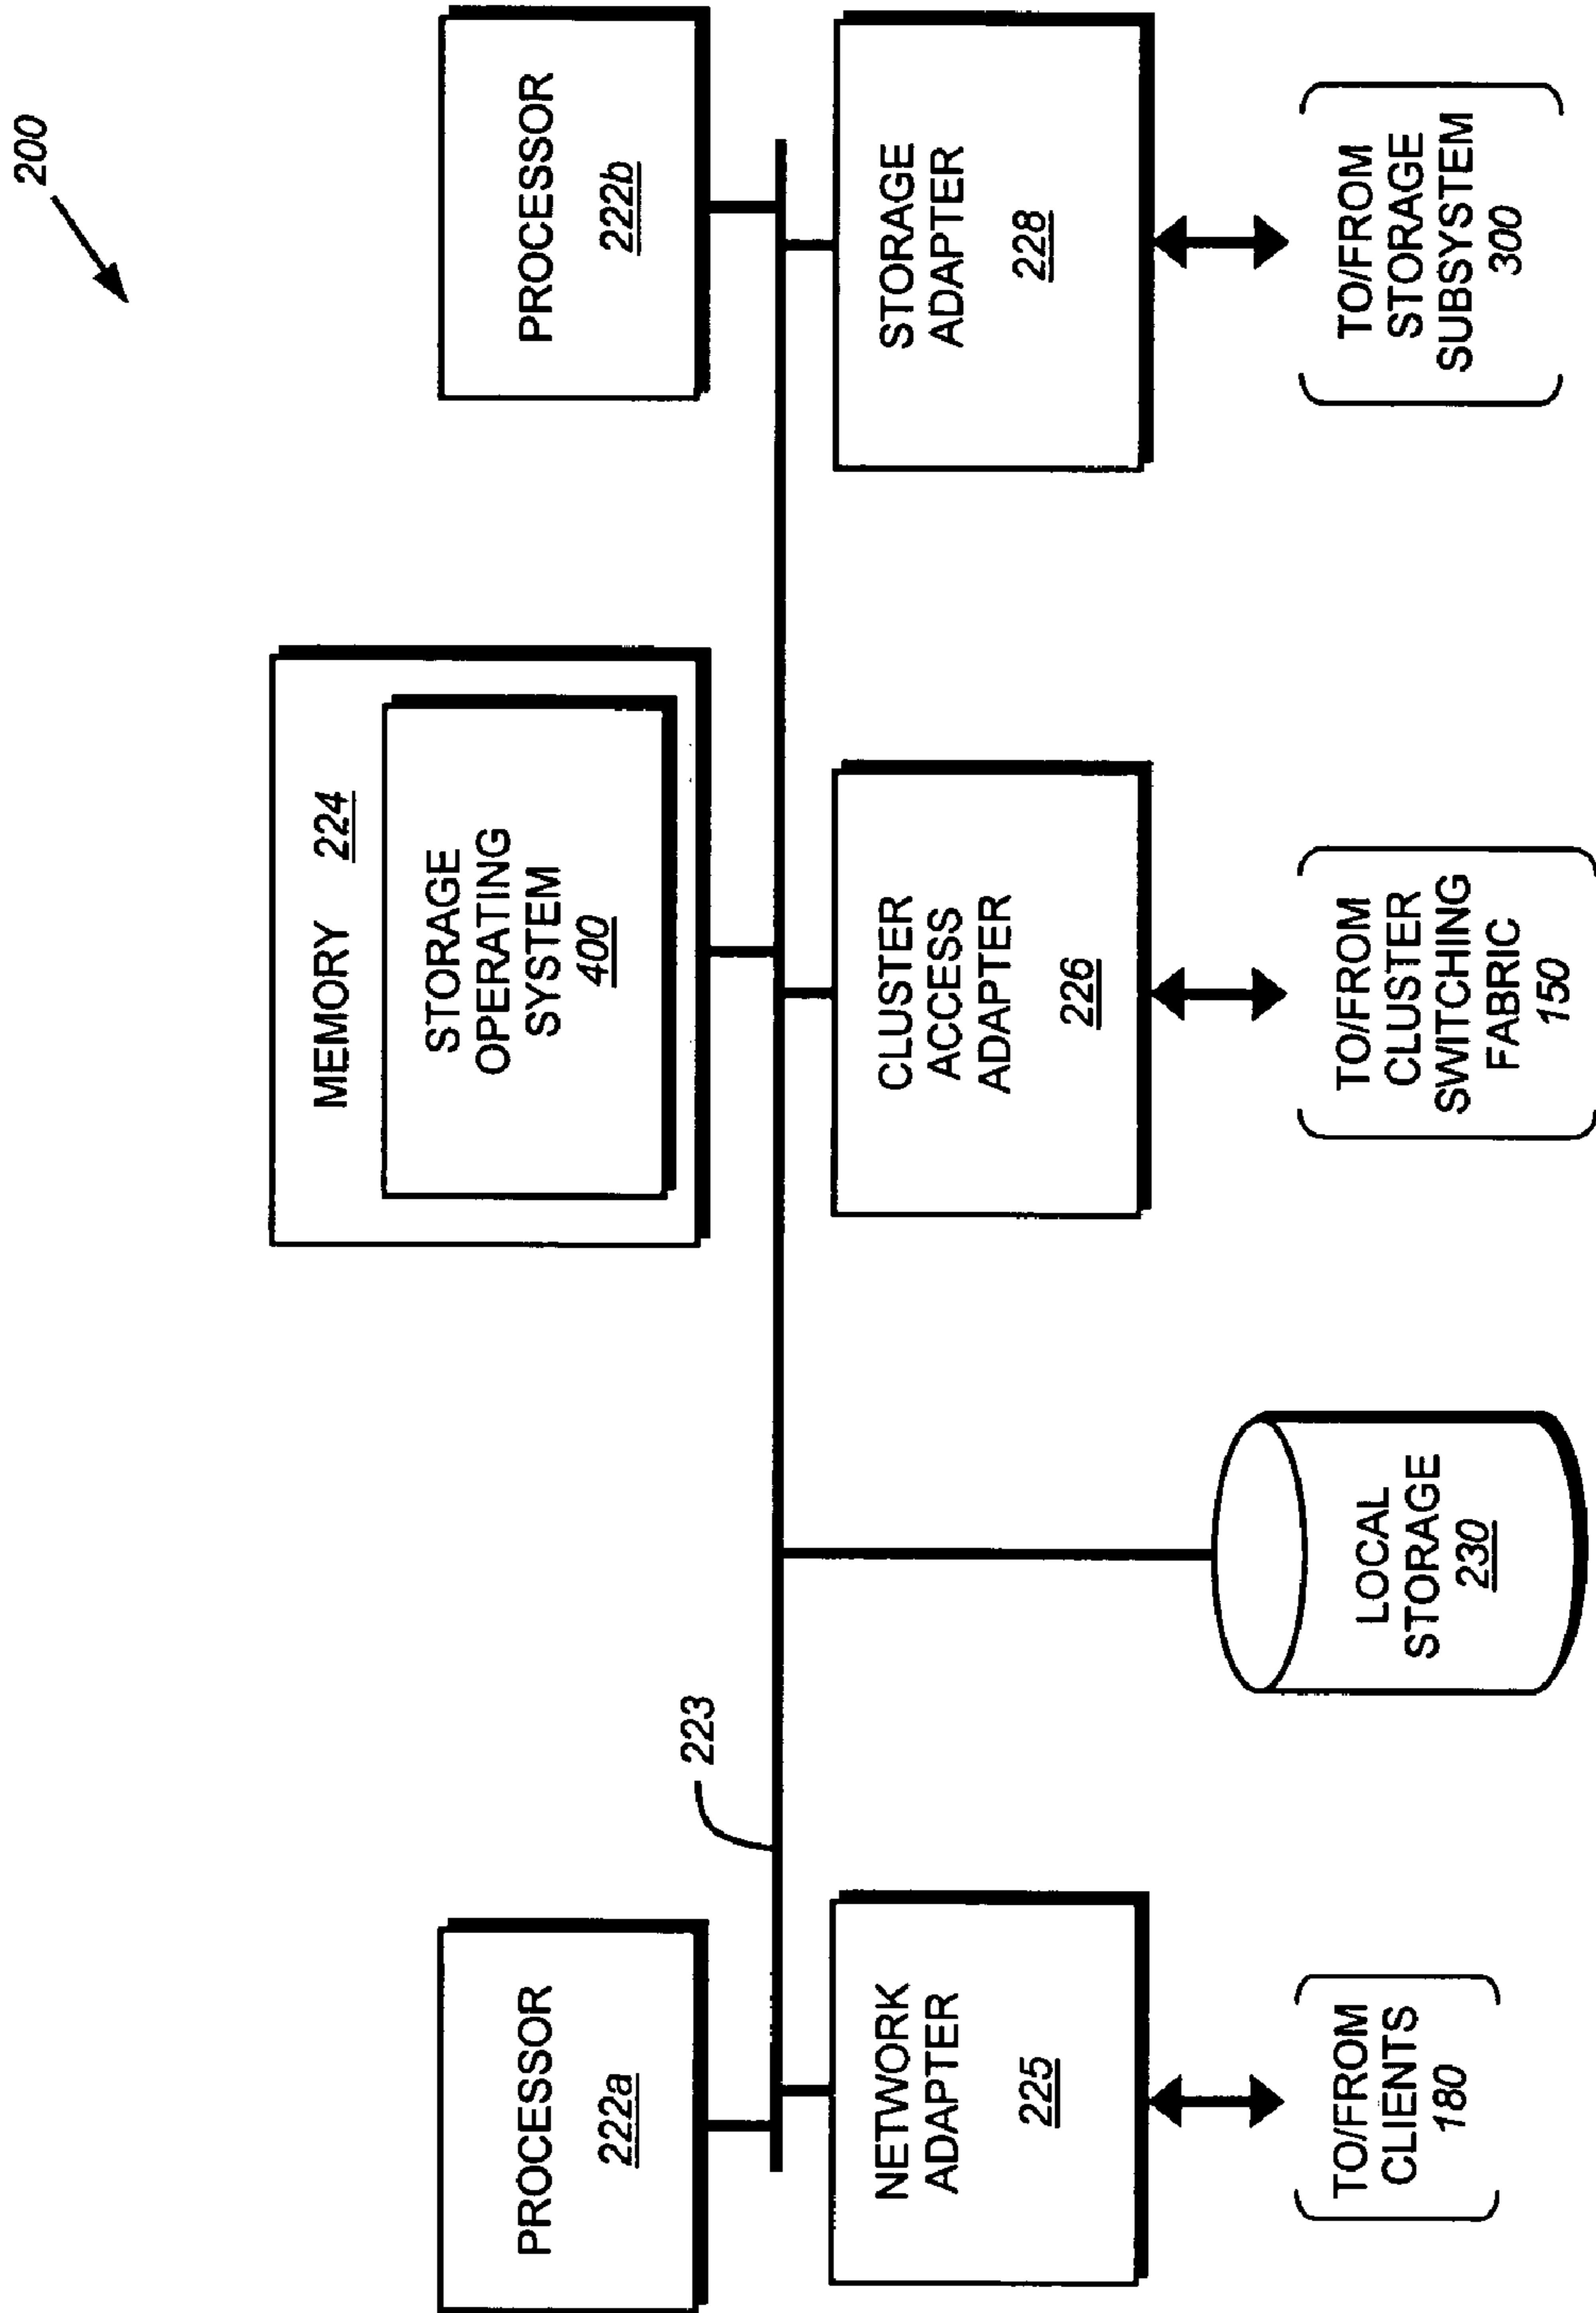 200
PROCESSOR
222a
MEMORY 224
STORAGE
OPERATING
SYSTEM
400
PROCESSOR
222b
223
NETWORK
ADAPTER
225
LOCAL
STORAGE
230
CLUSTER
ACCESS
ADAPTER
226
STORAGE
ADAPTER
228
TO/FROM
CLIENTS
180
TO/FROM
CLUSTER
SWITCHING
FABRIC
150
TO/FROM
STORAGE
SUBSYSTEM
300